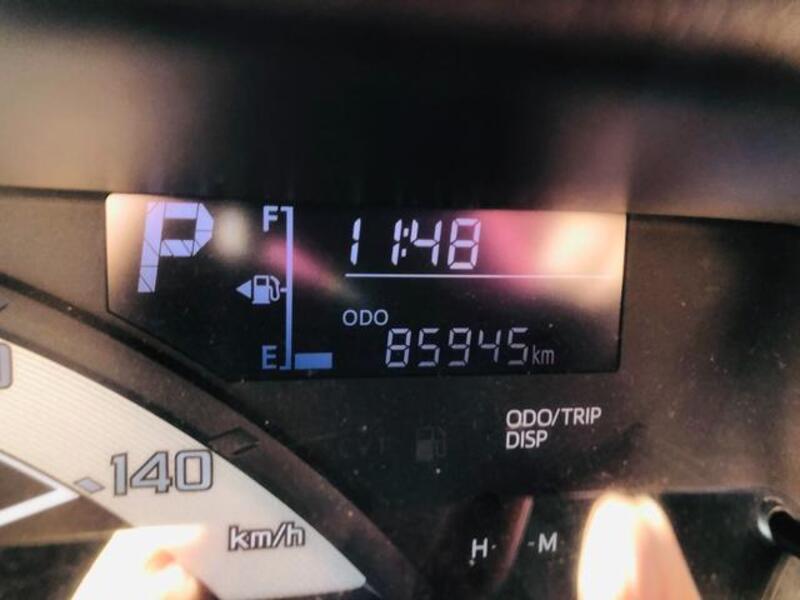 P
F
11:48
ODO
E
85945km
ODO/TRIP
DISP
140
km/h
H
M